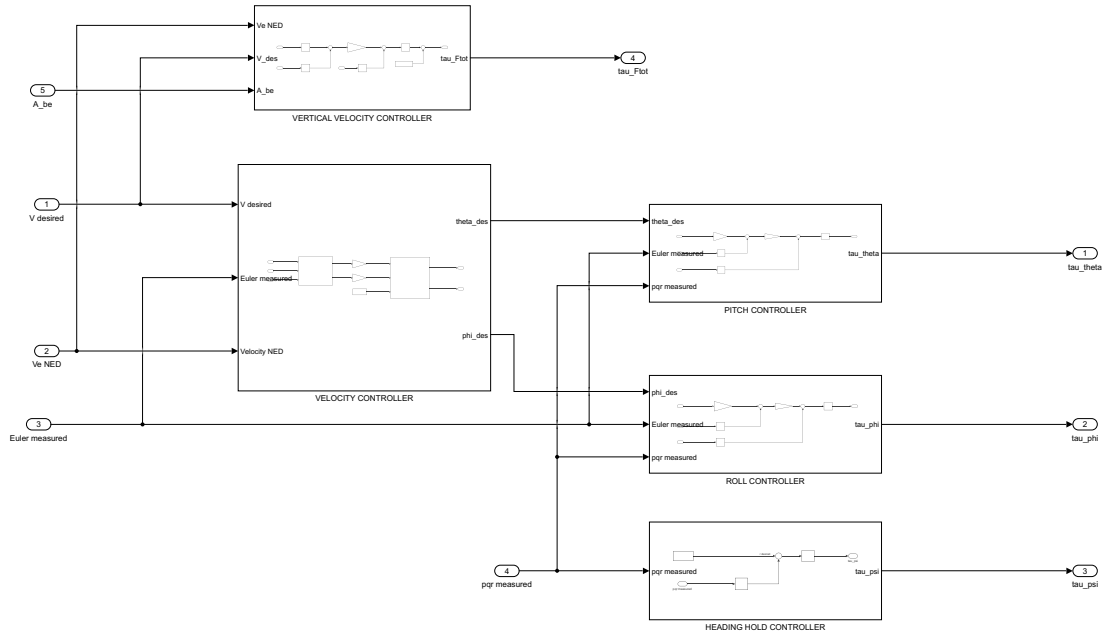 Ve NED
V_des
tau_Ftot
4
tau_Ftot
5
A_be
A_be
VERTICAL VELOCITY CONTROLLER
1
V desired
V desired
theta_des
theta_des
Euler measured
tau_theta
1
tau_theta
Euler measured
pqr measured
PITCH CONTROLLER
phi_des
2
Ve NED
Velocity NED
VELOCITY CONTROLLER
phi_des
3
Euler measured
Euler measured
tau_phi
2
tau_phi
pqr measured
ROLL CONTROLLER
4
pqr measured
pqr measured
tau_psi
3
tau_psi
HEADING HOLD CONTROLLER